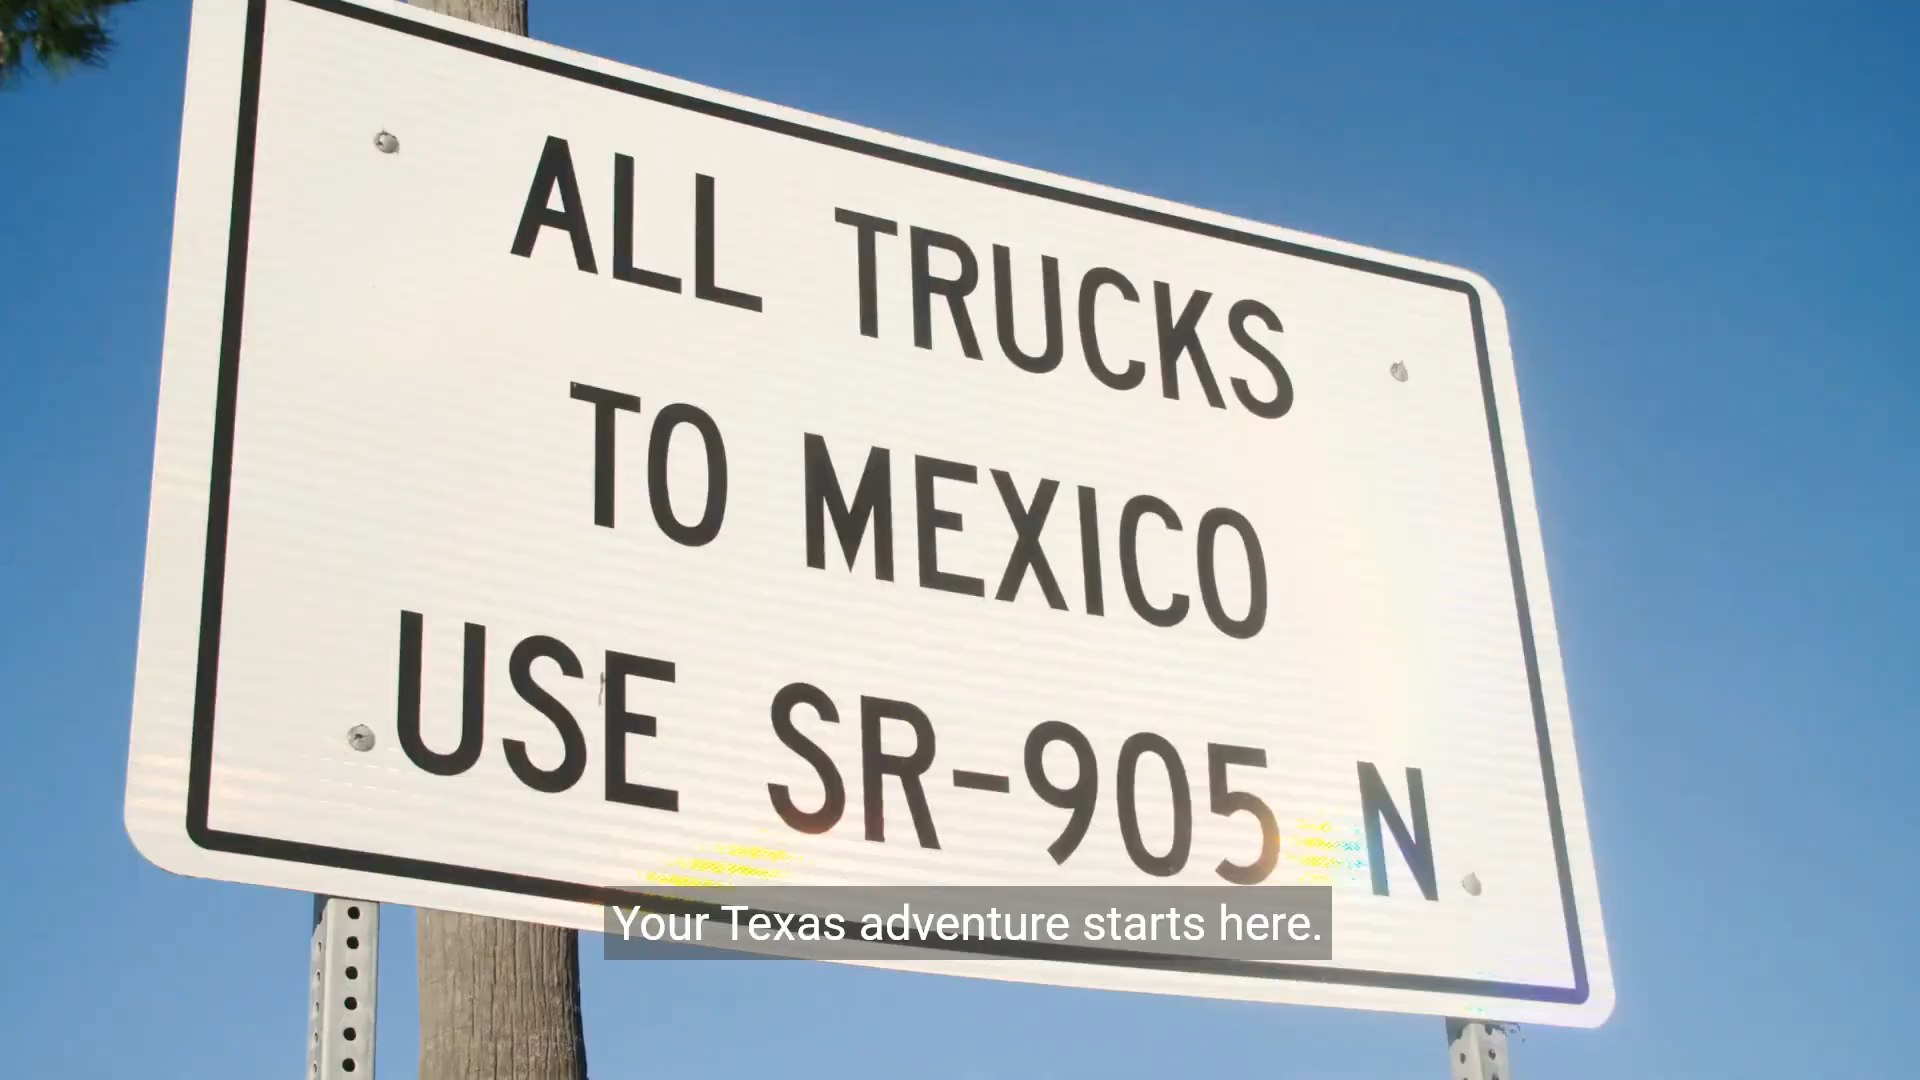 ALL TRUCKS
TO MEXICO
USE SR-905 N
Your Texas adventure starts here.